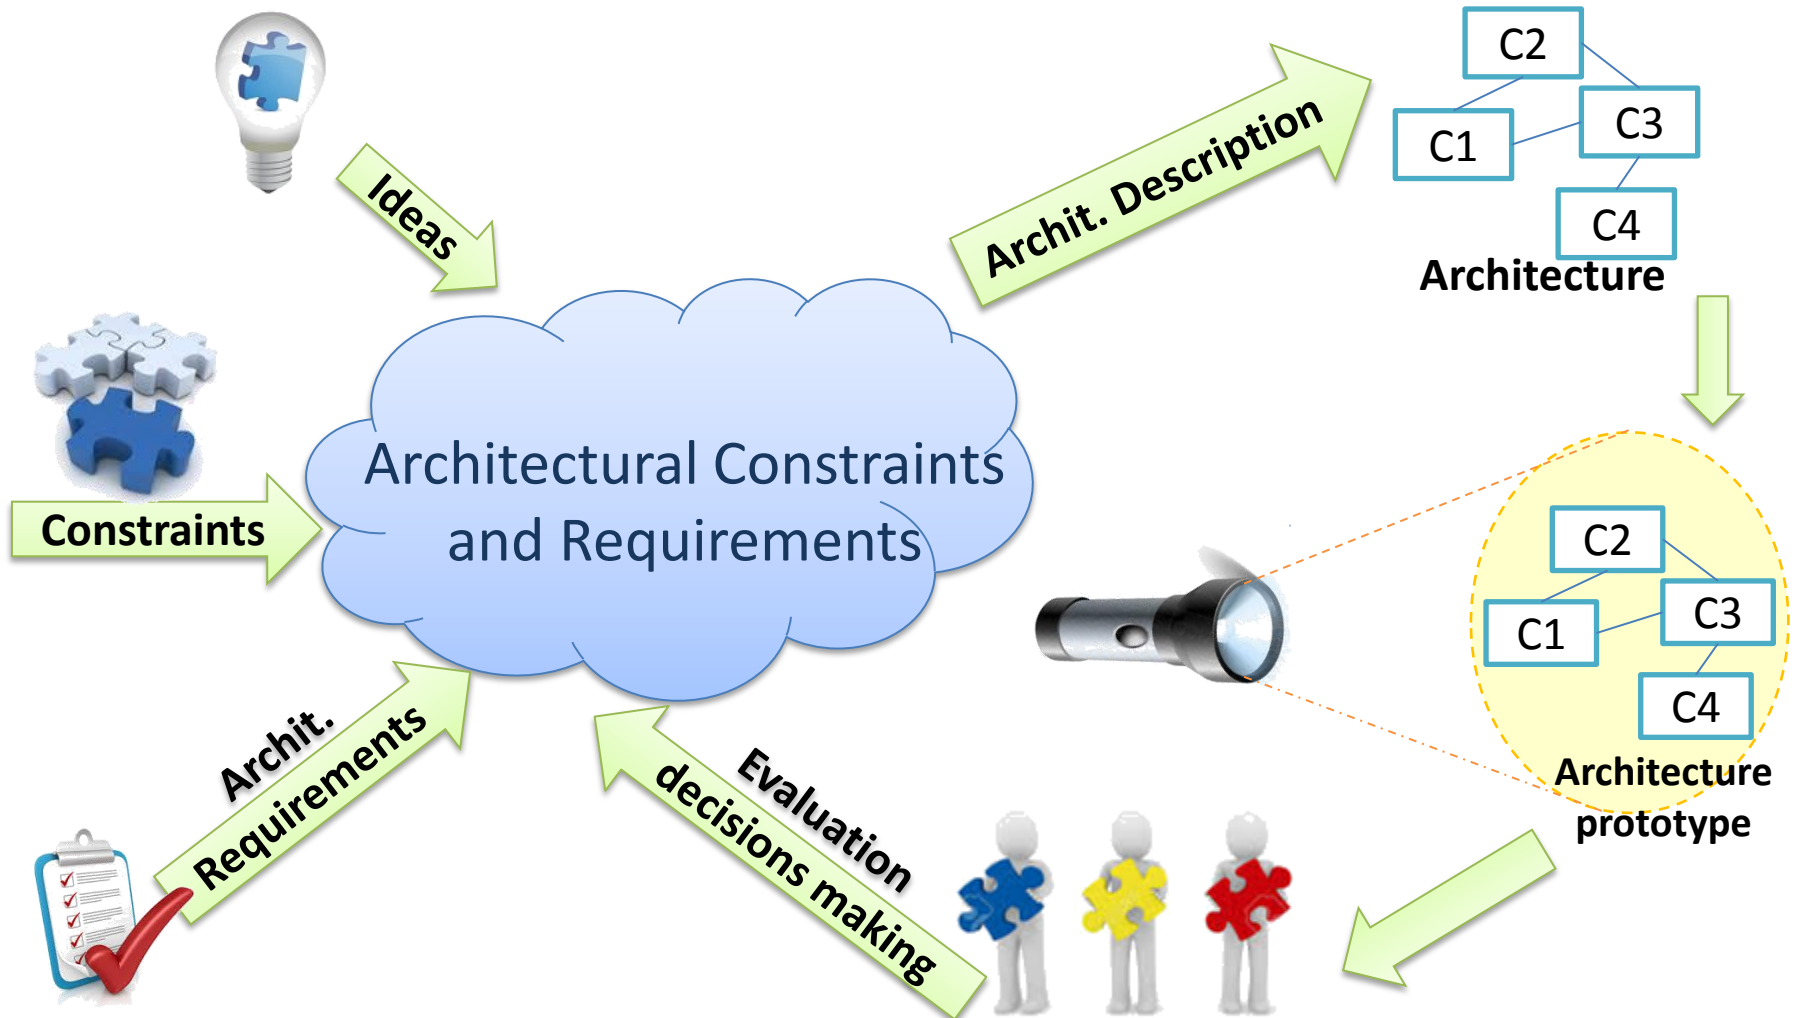 Ideas
Constraints
Archit.
Requirements
Architectural Constraints
and Requirements
Evaluation
decisions making
Archit. Description
C2
C3
C1
C4
Architecture
C2
C3
C1
C4
Architecture
prototype